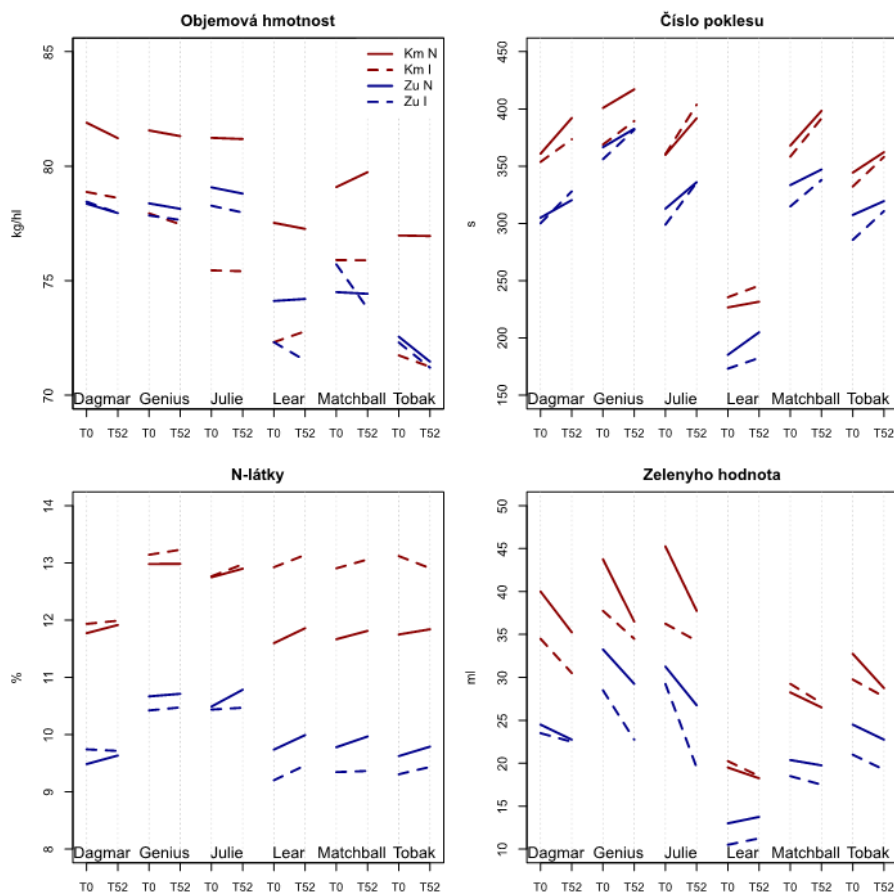 Objemová hmotnost
85
80
75
70
kg/hl
Km N
Km I
Zu N
Zu I
Dagmar Genius Julie Lear Matchball Tobak
T0 T52 T0 T52 T0 T52 T0 T52 T0 T52 T0 T52
Číslo poklesu
450
400
350
300
250
200
150
s
Dagmar Genius Julie Lear Matchball Tobak
T0 T52 T0 T52 T0 T52 T0 T52 T0 T52 T0 T52
N-látky
14
13
12
11
10
9
8
%
Dagmar Genius Julie Lear Matchball Tobak
T0 T52 T0 T52 T0 T52 T0 T52 T0 T52 T0 T52
Zelenyho hodnota
50
45
40
35
30
25
20
15
10
ml
Dagmar Genius Julie Lear Matchball Tobak
T0 T52 T0 T52 T0 T52 T0 T52 T0 T52 T0 T52